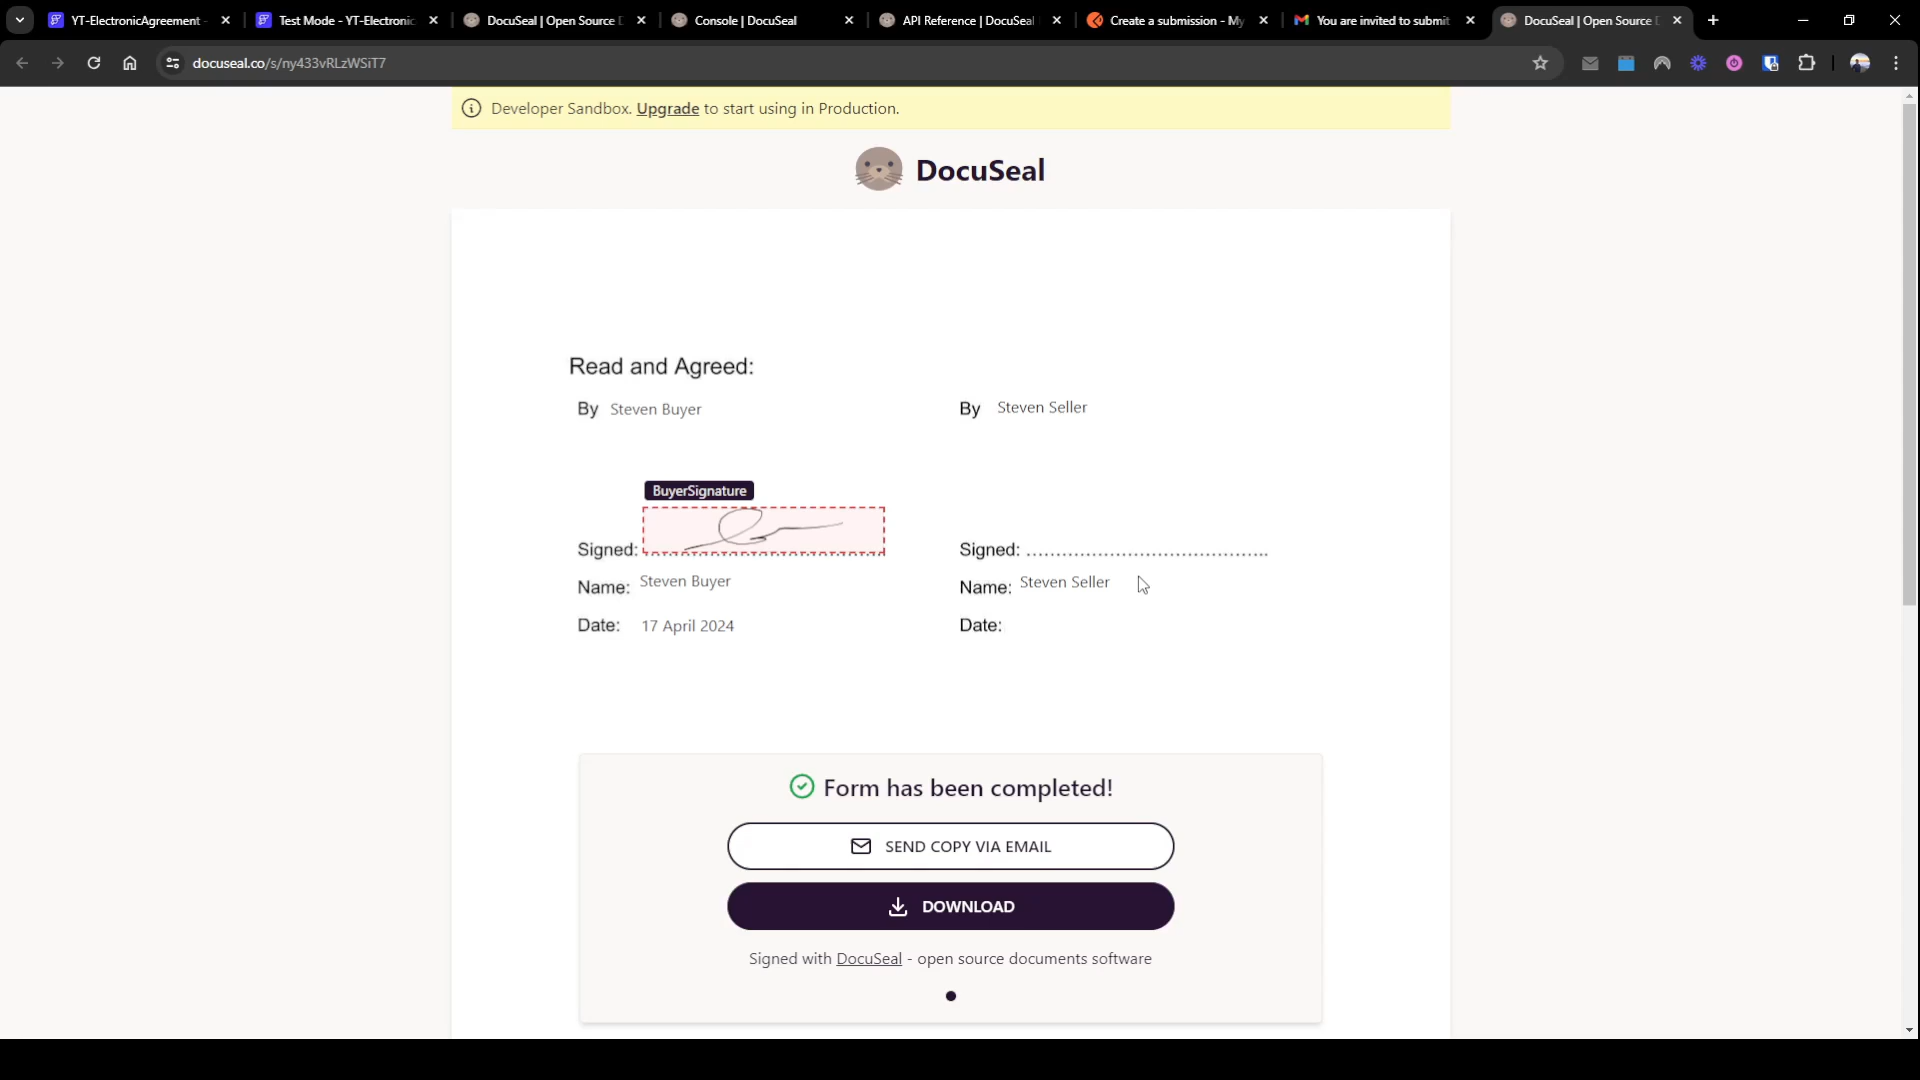 YT-ElectronicAgreement -
Test Mode - YT-Electronic
DocuSeal | Open Source D
Console | DocuSeal
API Reference | DocuSeal
Create a submission - My
You are invited to submit
DocuSeal | Open Source D
docuseal.co/s/ny433vRLzWSiT7
Developer Sandbox. Upgrade to start using in Production.
DocuSeal
Read and Agreed:
By Steven Buyer
By Steven Seller
BuyerSignature
Signed:
Signed: ............................................
Name: Steven Buyer
Name: Steven Seller
Date: 17 April 2024
Date:
Form has been completed!
SEND COPY VIA EMAIL
DOWNLOAD
Signed with DocuSeal - open source documents software